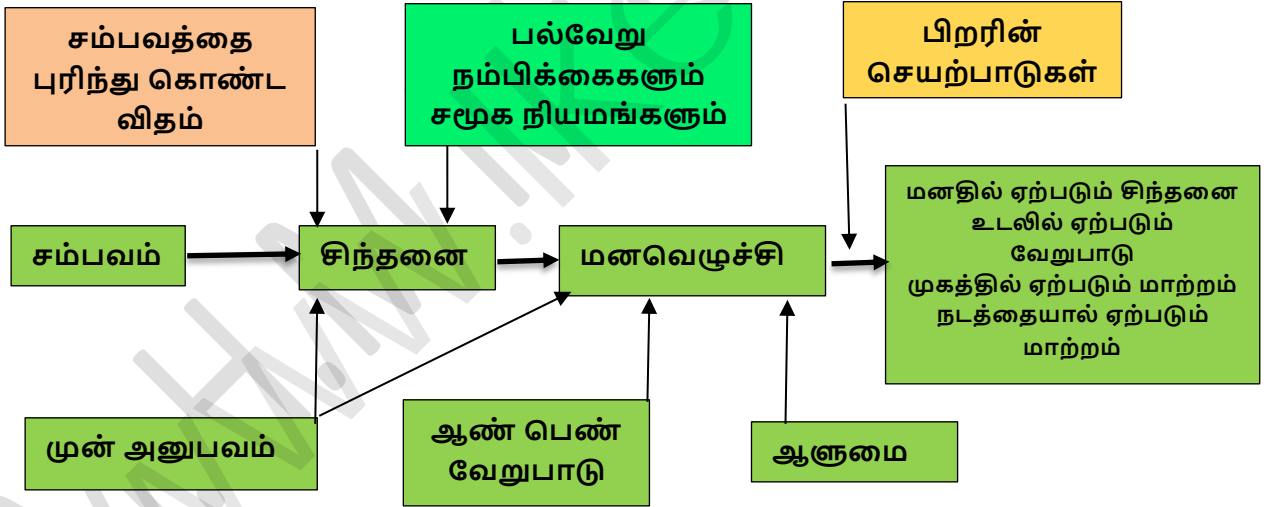 சம்பவத்தை
புரிந்து கொண்ட
விதம்
பல்வேறு
நம்பிக்கைகளும்
சமூக நியமங்களும்
பிறரின்
செயற்பாடுகள்
சம்பவம்
சிந்தனை
மனவெழுச்சி
மனதில் ஏற்படும் சிந்தனை
உடலில் ஏற்படும்
வேறுபாடு
முகத்தில் ஏற்படும் மாற்றம்
நடத்தையால் ஏற்படும்
மாற்றம்
முன் அனுபவம்
ஆண் பெண்
வேறுபாடு
ஆளுமை